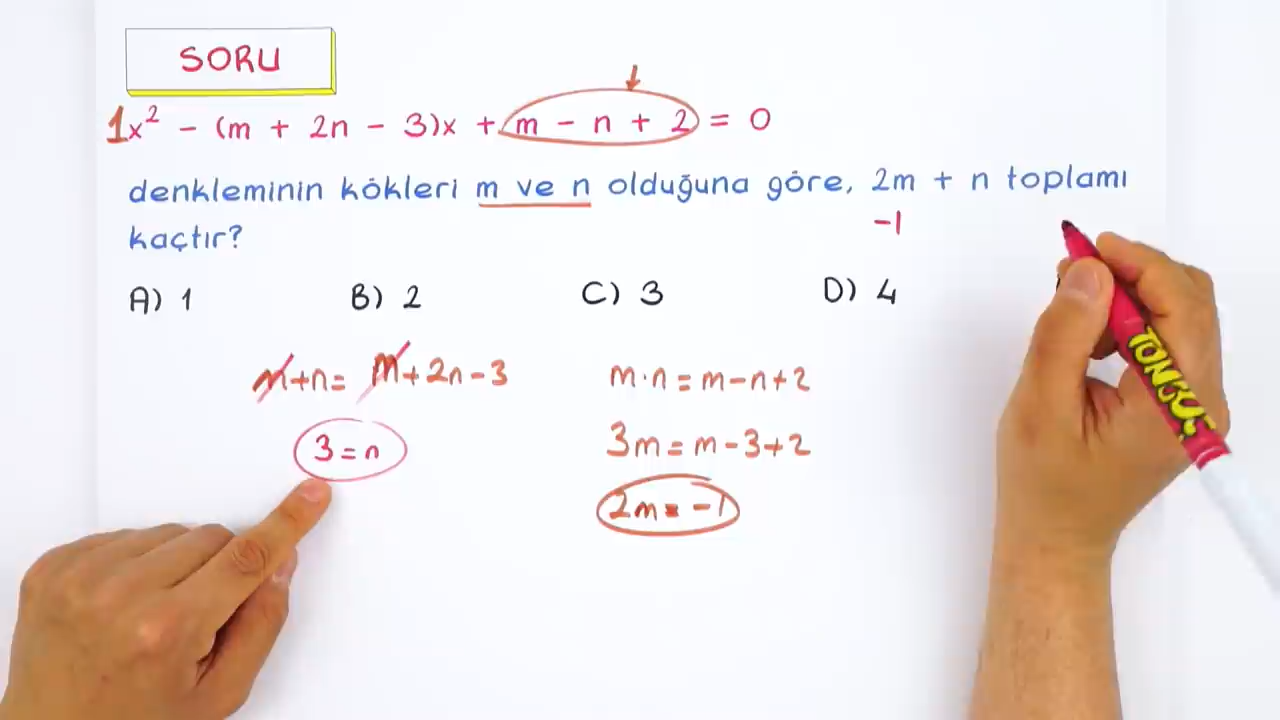 SORU
1x² - (m + 2n - 3)x + m - n + 2 = 0
denkleminin kökleri m ve n olduğuna göre, 2m + n toplamı
-1
kaçtır?
A) 1 B) 2 C) 3 D) 4
m+n= m+2n-3 m·n = m-n+2
3=n 3m = m-3+2
2m = -1
TONGUÇ